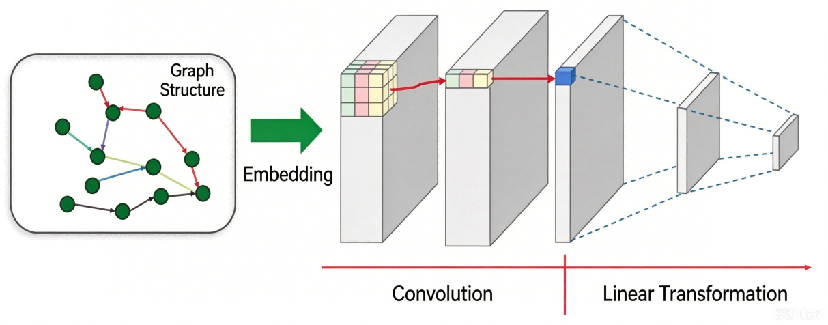 Graph
Structure
Embedding
Convolution
Linear Transformation